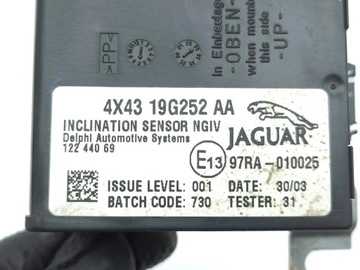 >PP<
in Einbaulage
-OBEN-
mounted
this side
-UP-
4X43 19G252 AA
INCLINATION SENSOR NGIV
Delphi Automotive Systems
122 440 69
JAGUAR
E13 97RA-010025
ISSUE LEVEL: 001 DATE: 30/03
BATCH CODE: 730 TESTER: 31